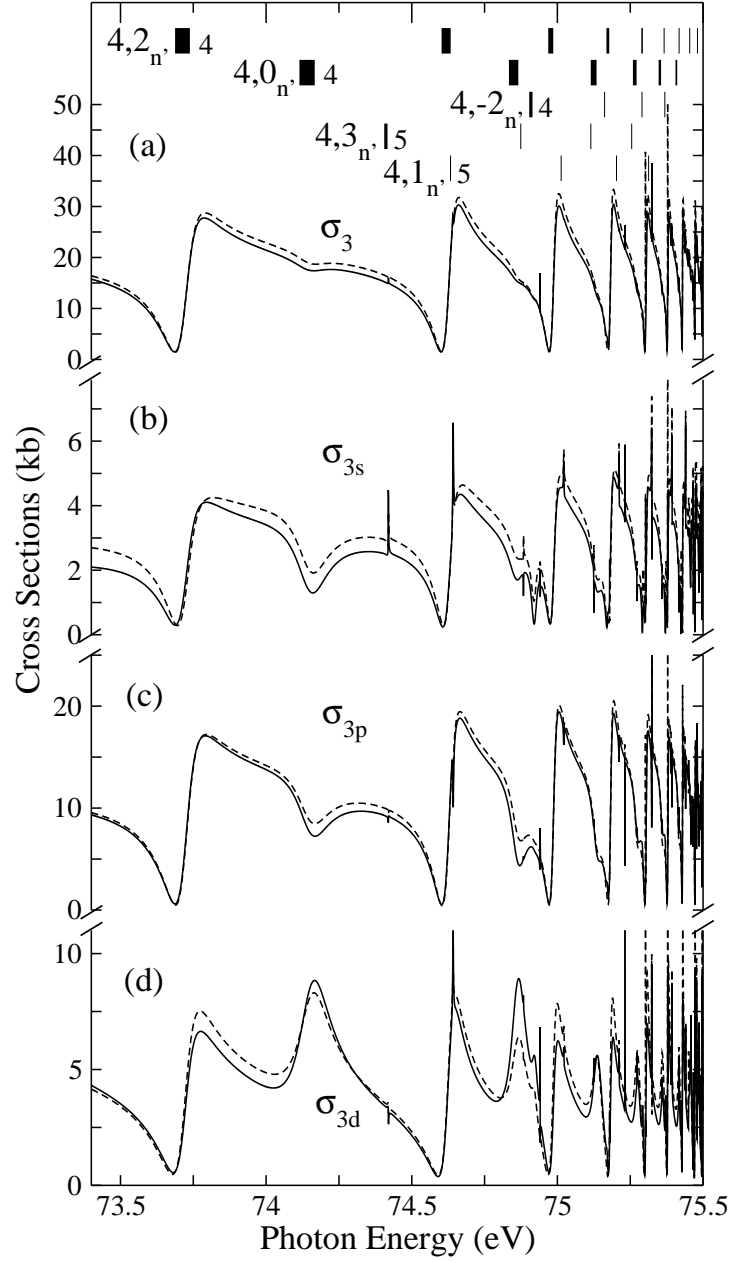 4,2n, 4
4,0n, 4
4,-2n, 4
4,3n, 5
4,1n, 5
50
40
30
20
10
0
(a)
σ3
6
4
2
0
(b)
σ3s
20
10
0
(c)
σ3p
10
5
0
(d)
σ3d
Cross Sections (kb)
73.5 74 74.5 75 75.5
Photon Energy (eV)